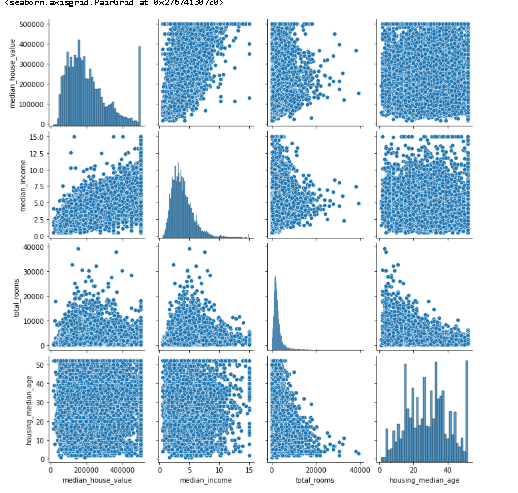 <seaborn.axisgrid.PairGrid at 0x276741307c0>
median_house_value
500000
400000
300000
200000
100000
0
median_income
15.0
12.5
10.0
7.5
5.0
2.5
0.0
total_rooms
40000
30000
20000
10000
0
housing_median_age
50
40
30
20
10
0
0 200000 400000
0 5 10 15
0 20000 40000
0 20 40
median_house_value median_income total_rooms housing_median_age